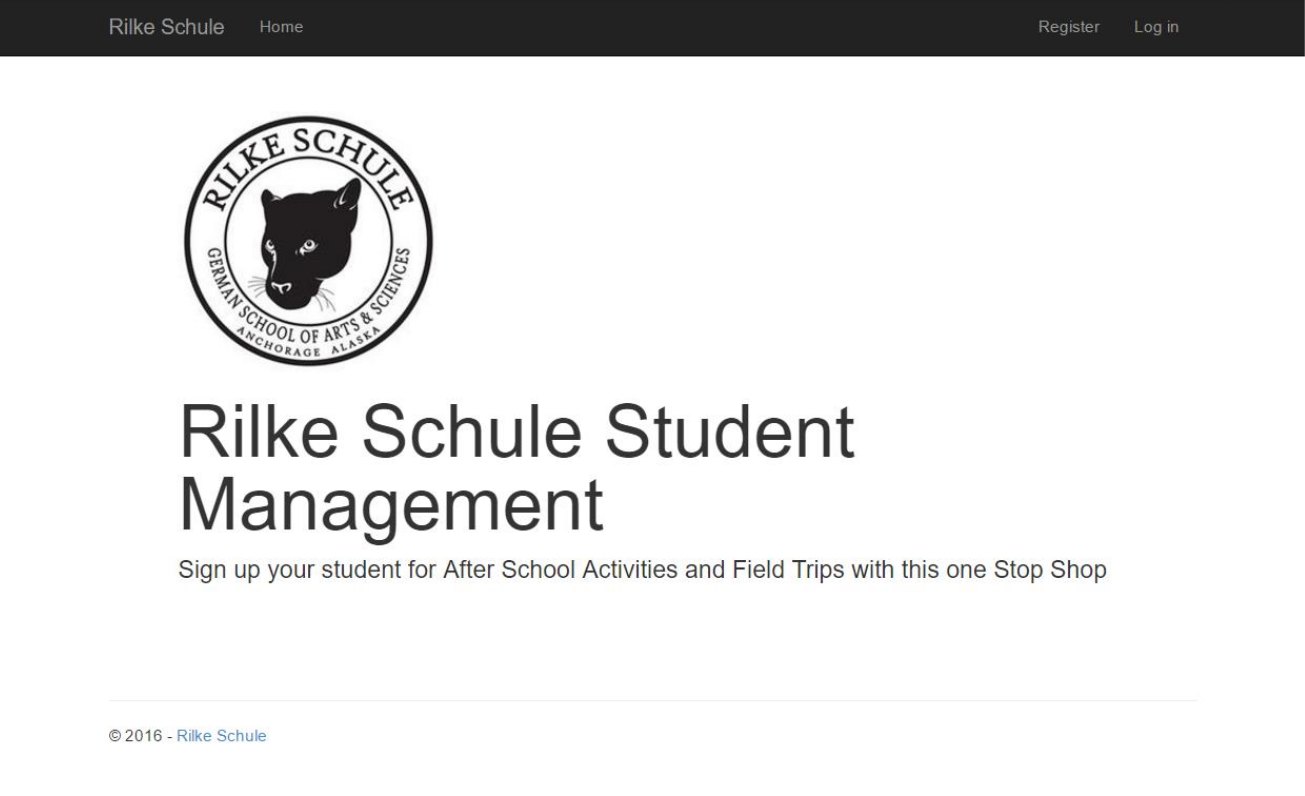 Rilke Schule Home Register Log in
RILKE SCHULE
GERMAN SCHOOL OF ARTS & SCIENCES
ANCHORAGE ALASKA
Rilke Schule Student
Management
Sign up your student for After School Activities and Field Trips with this one Stop Shop
© 2016 - Rilke Schule